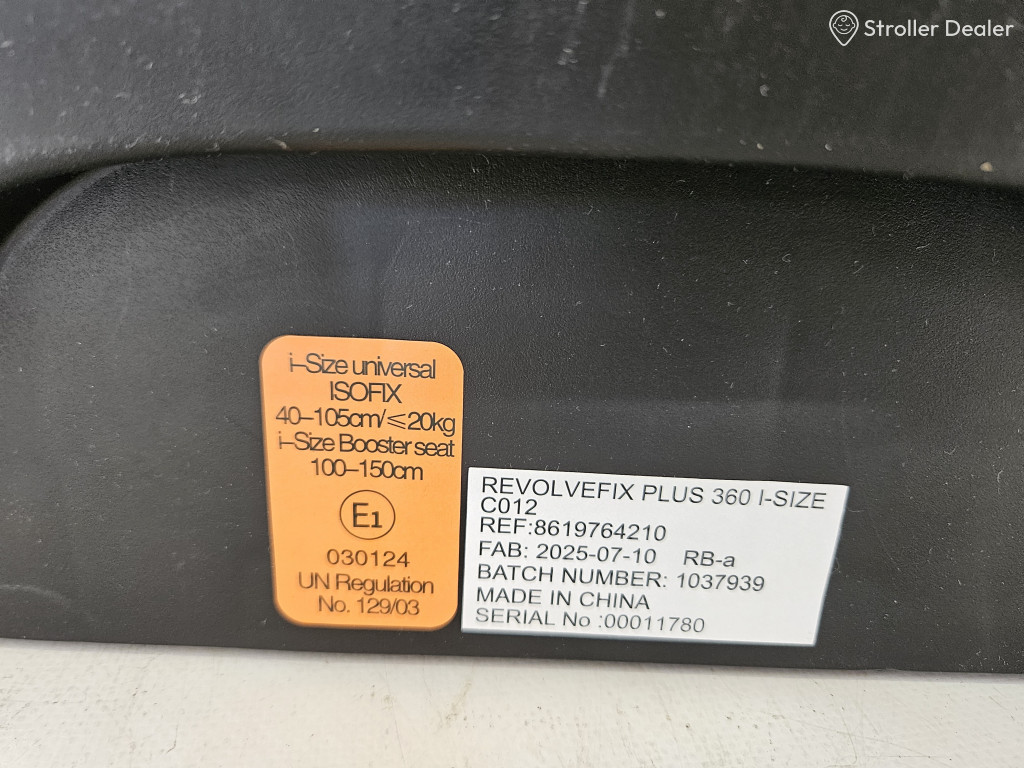 Stroller Dealer
i-Size universal
ISOFIX
40-105cm/≤20kg
i-Size Booster seat
100-150cm
E1
030124
UN Regulation
No. 129/03
REVOLVEFIX PLUS 360 I-SIZE
C012
REF:8619764210
FAB: 2025-07-10 RB-a
BATCH NUMBER: 1037939
MADE IN CHINA
SERIAL No :00011780